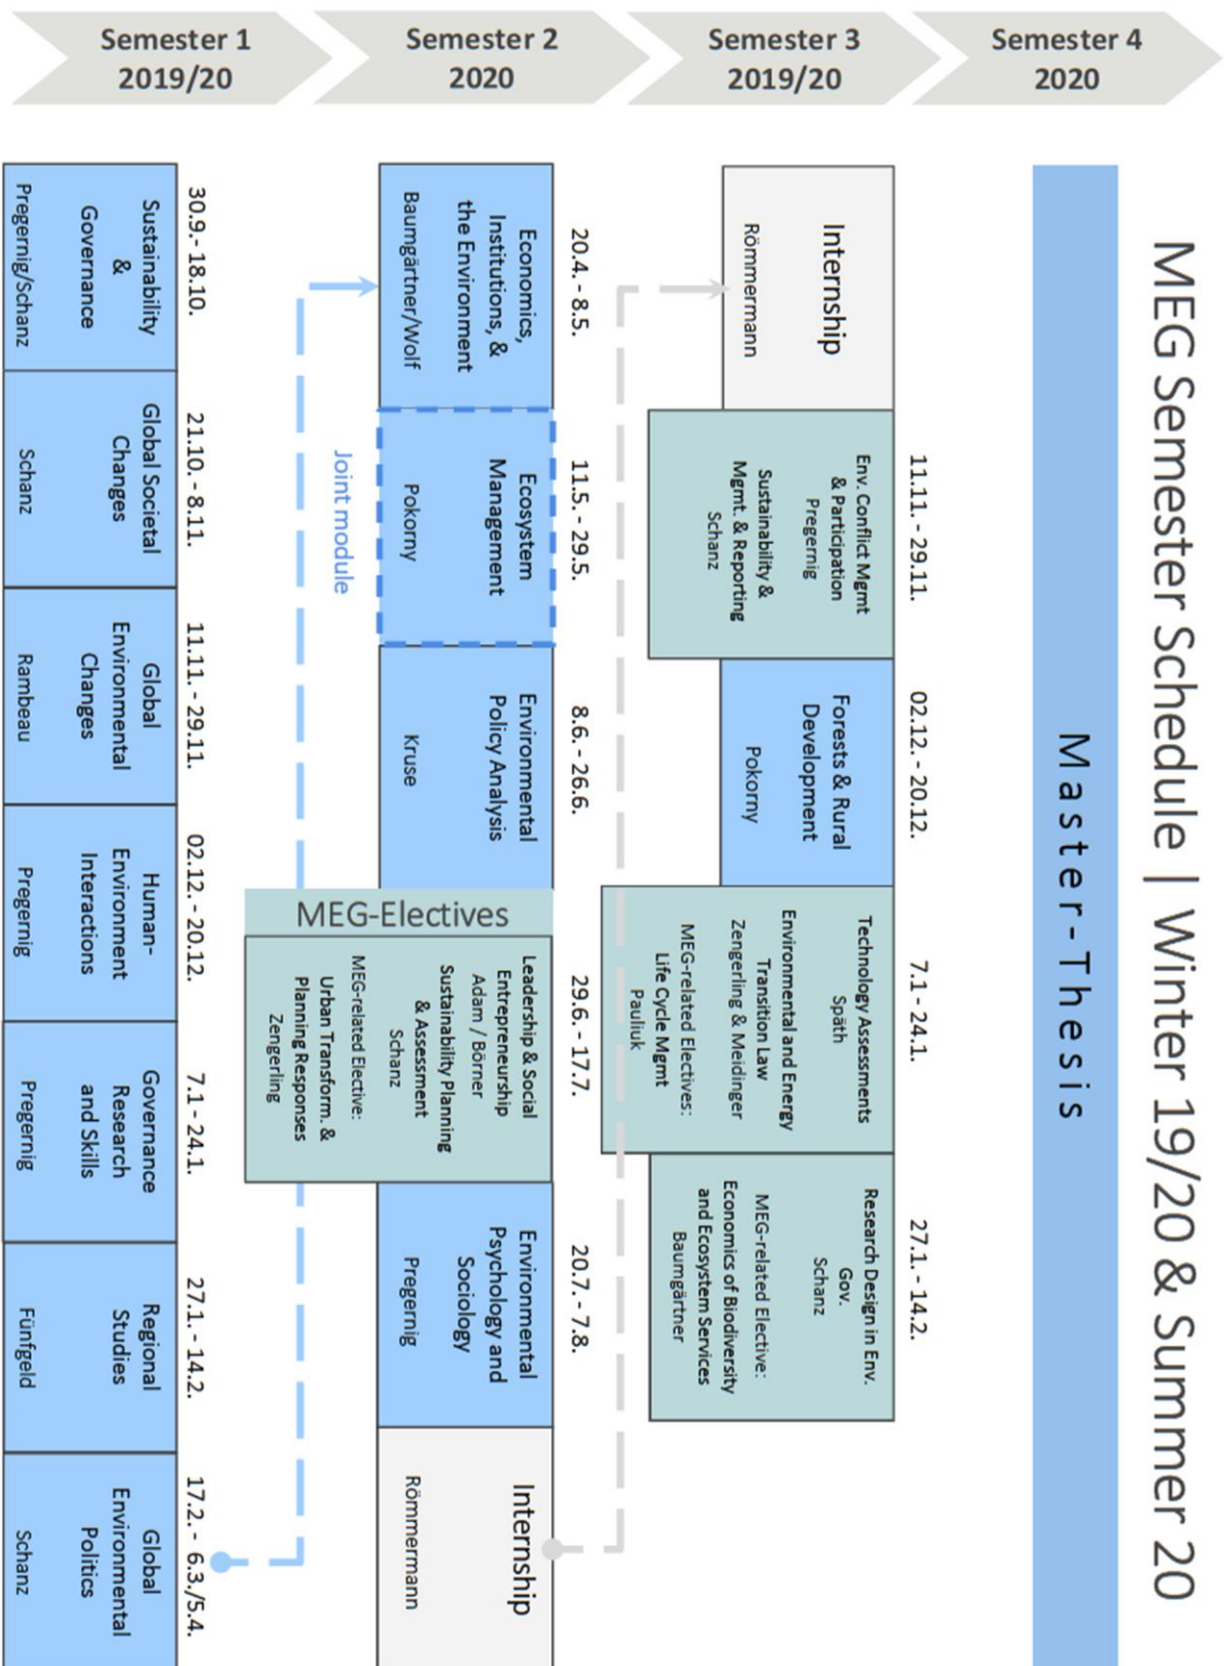 MEG Semester Schedule | Winter 19/20 & Summer 20
Semester 1
2019/20
30.9.- 18.10.
Sustainability
&
Governance
Pregernig/Schanz
21.10. - 8.11.
Global Societal
Changes
Schanz
11.11. - 29.11.
Global
Environmental
Changes
Rambeau
02.12. - 20.12.
Human-
Environment
Interactions
Pregernig
7.1 - 24.1.
Governance
Research
and Skills
Pregernig
27.1. - 14.2.
Regional
Studies
Fünfgeld
17.2. - 6.3./5.4.
Global
Environmental
Politics
Schanz
Joint module
Semester 2
2020
20.4. - 8.5.
Economics,
Institutions, &
the Environment
Baumgärtner/Wolf
11.5. - 29.5.
Ecosystem
Management
Pokorny
8.6. - 26.6.
Environmental
Policy Analysis
Kruse
MEG-Electives
29.6. - 17.7.
Leadership & Social
Entrepreneurship
Adam / Börner
Sustainability Planning
& Assessment
Schanz
MEG-related Elective:
Urban Transform. &
Planning Responses
Zengerling
20.7. - 7.8.
Environmental
Psychology and
Sociology
Pregernig
Internship
Römmermann
Semester 3
2019/20
Internship
Römmermann
11.11. - 29.11.
Env. Conflict Mgmt
& Participation
Pregernig
Sustainability &
Mgmt. & Reporting
Schanz
02.12. - 20.12.
Forests & Rural
Development
Pokorny
7.1 - 24.1.
Technology Assessments
Späth
Environmental and Energy
Transition Law
Zengerling & Meidinger
MEG-related Electives:
Life Cycle Mgmt
Pauliuk
27.1. - 14.2.
Research Design in Env.
Gov.
Schanz
MEG-related Elective:
Economics of Biodiversity
and Ecosystem Services
Baumgärtner
Semester 4
2020
Master-Thesis